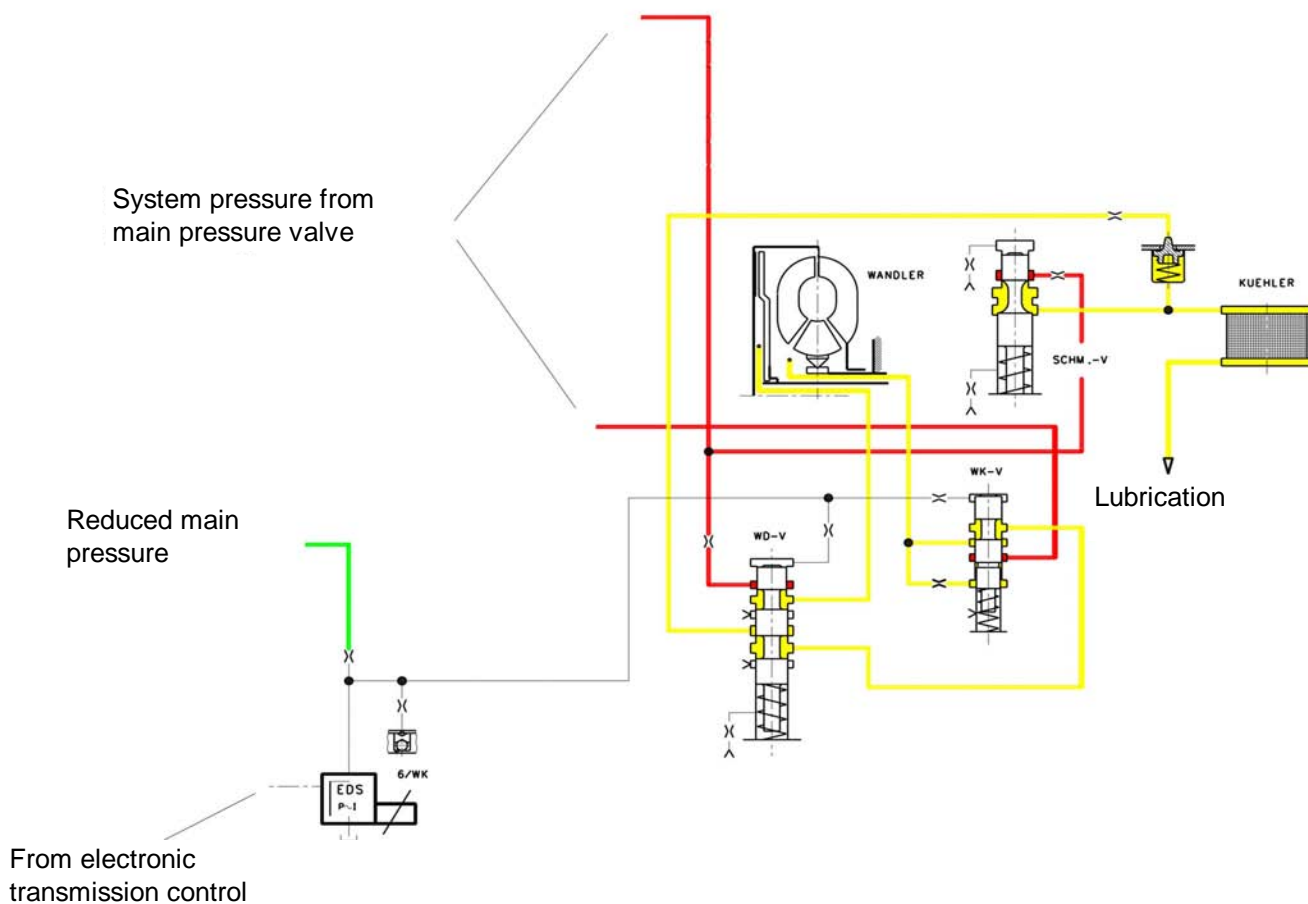 System pressure from
main pressure valve
WANDLER
KUEHLER
SCHM.-V
WK-V
Lubrication
Reduced main
pressure
WD-V
6/WK
EDS
P~I
From electronic
transmission control